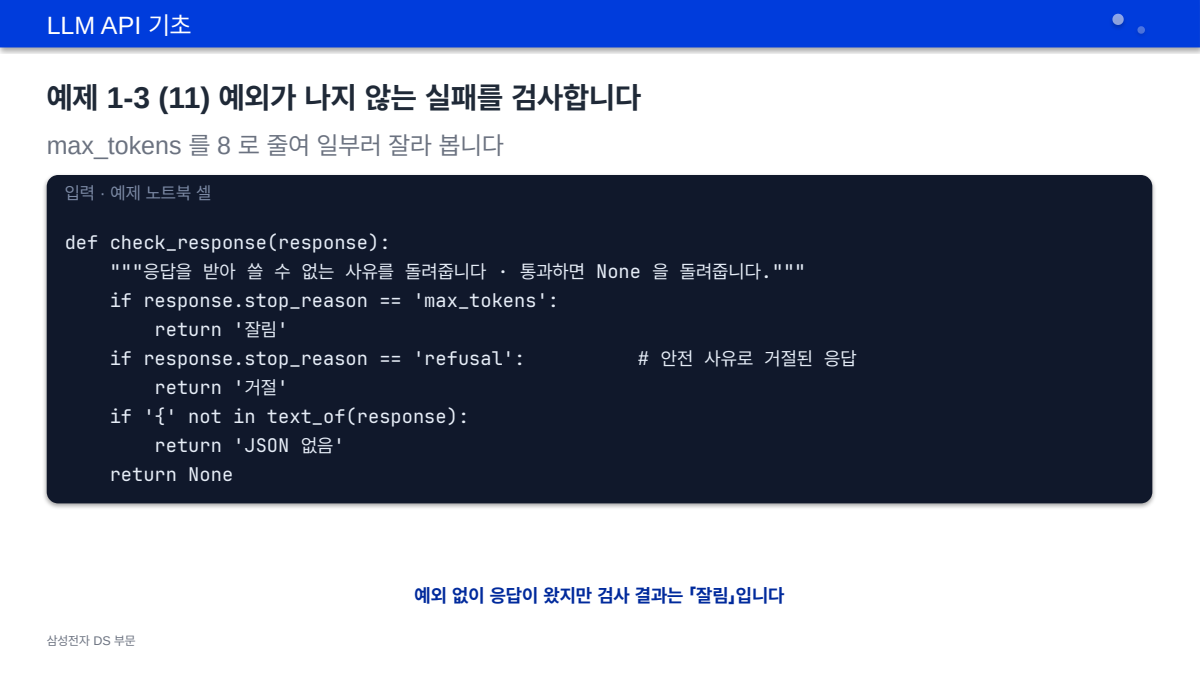 LLM API 기초
예제 1-3 (11) 예외가 나지 않는 실패를 검사합니다
max_tokens 를 8 로 줄여 일부러 잘라 봅니다
입력 · 예제 노트북 셀
def check_response(response):
    """응답을 받아 쓸 수 없는 사유를 돌려줍니다 · 통과하면 None 을 돌려줍니다."""
    if response.stop_reason == 'max_tokens':
        return '잘림'
    if response.stop_reason == 'refusal':          # 안전 사유로 거절된 응답
        return '거절'
    if '{' not in text_of(response):
        return 'JSON 없음'
    return None
예외 없이 응답이 왔지만 검사 결과는 「잘림」입니다
삼성전자 DS 부문